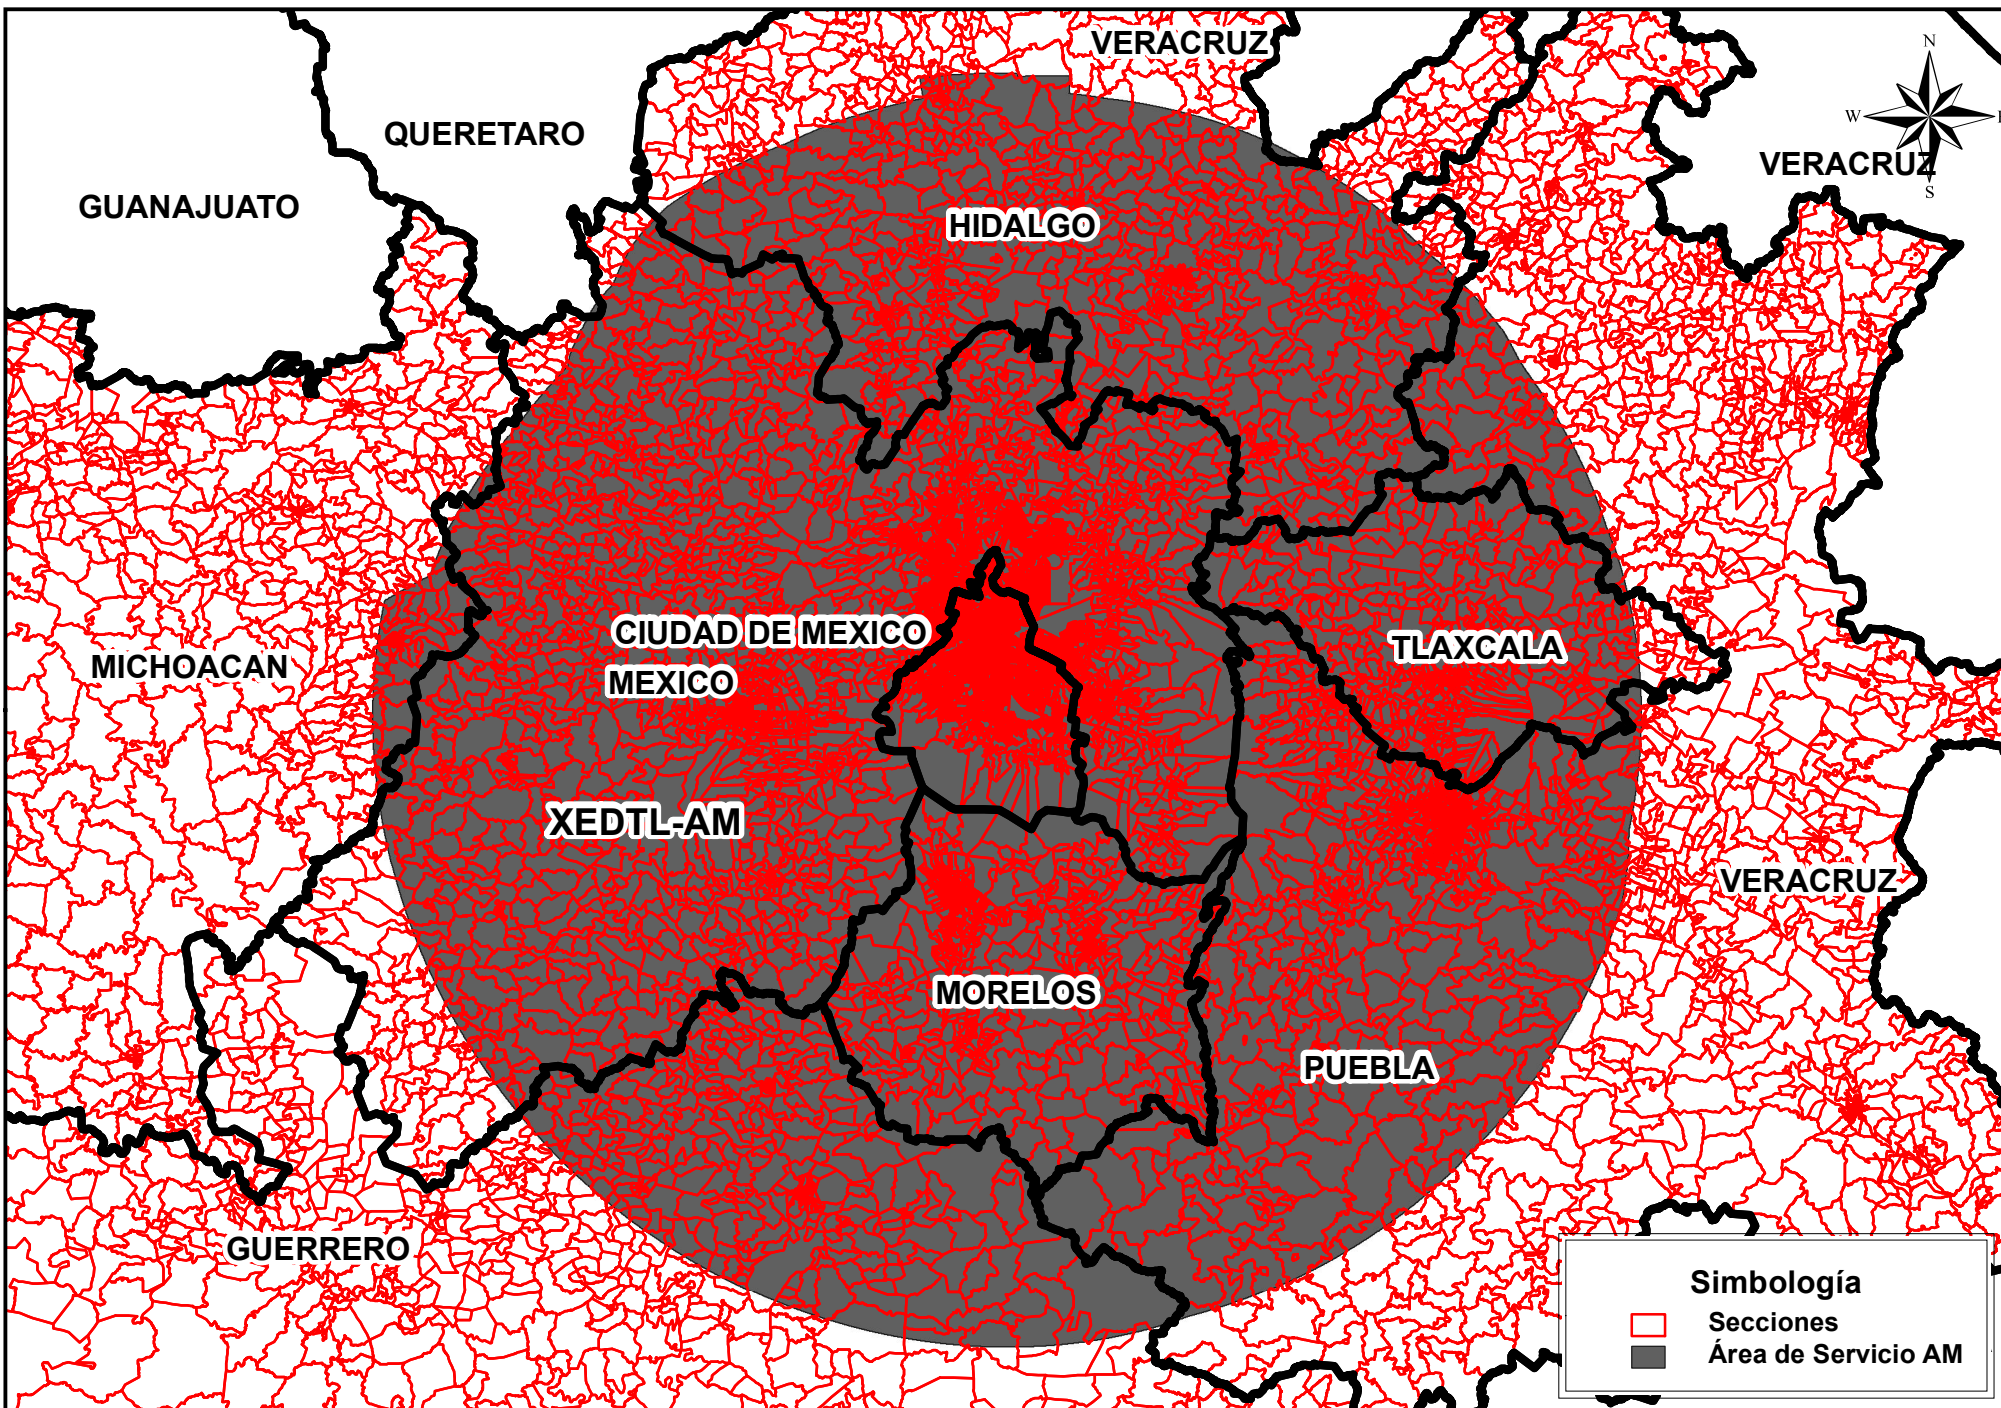 VERACRUZ
N
QUERETARO
W
E
VERACRUZ
S
GUANAJUATO
HIDALGO
CIUDAD DE MEXICO
TLAXCALA
MICHOACAN
MEXICO
XEDTL-AM
VERACRUZ
MORELOS
PUEBLA
GUERRERO
Simbología
Secciones
Área de Servicio AM